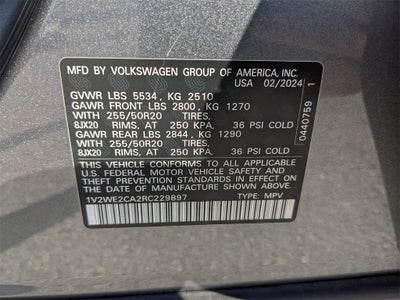 MFD. BY VOLKSWAGEN GROUP OF AMERICA, INC.
USA 02/2024
GVWR LBS 5534, KG 2510
GAWR FRONT LBS 2800, KG 1270
WITH 255/50R20 TIRES,
8JX20 RIMS, AT 250 KPA, 36 PSI COLD
GAWR REAR LBS 2844, KG 1290
WITH 255/50R20 TIRES,
8JX20 RIMS, AT 250 KPA, 36 PSI COLD
THIS VEHICLE CONFORMS TO ALL APPLICABLE
U.S. FEDERAL MOTOR VEHICLE SAFETY
STANDARDS IN EFFECT ON THE
DATE OF MANUFACTURE SHOWN ABOVE.
1V2WE2CA2RC229897 TYPE: MPV
0440759 1